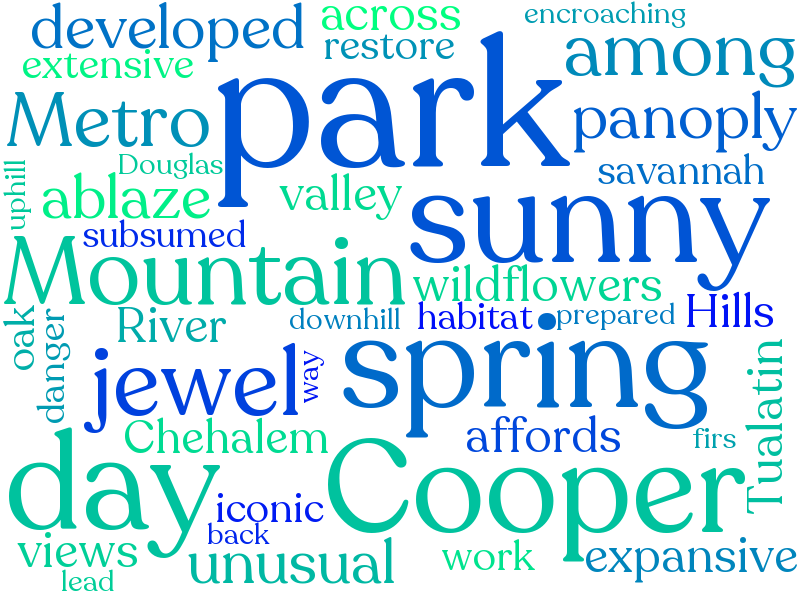 developed
across
encroaching
restore
among
extensive
park
Metro
panoply
Douglas
savannah
uphill
ablaze
valley
sunny
subsumed
Mountain
wildflowers
oak
danger
River
downhill
habitat
prepared
Hills
jewel
way
spring
Tualatin
Chehalem
affords
firs
day
Cooper
iconic
back
views
unusual
work
expansive
lead